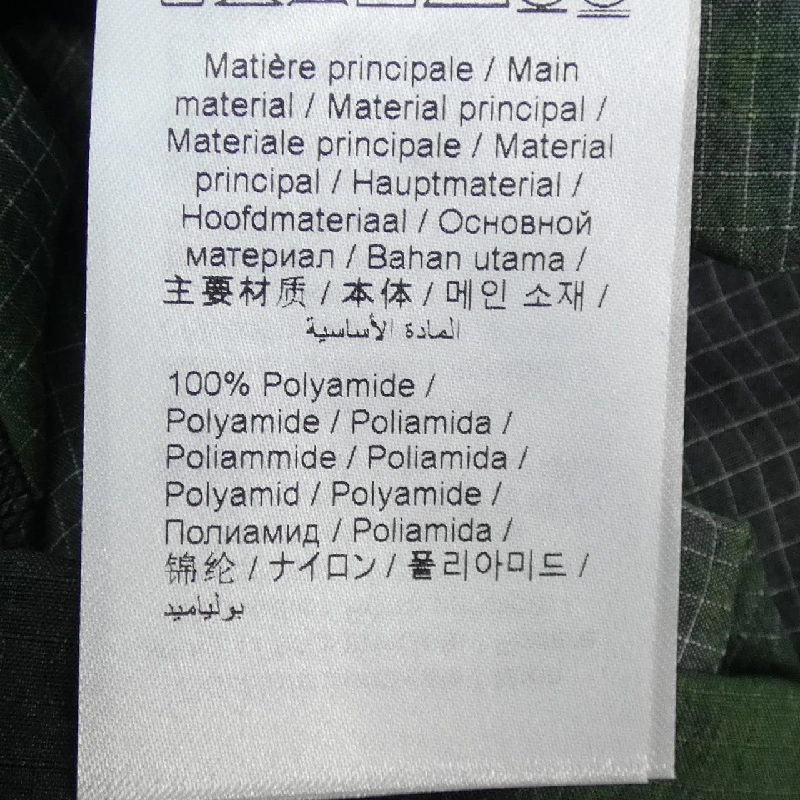 Matière principale / Main
material / Material principal /
Materiale principale / Material
principal / Hauptmaterial /
Hoofdmateriaal / Основной
материал / Bahan utama /
主要材质 / 本体 / 메인 소재 /
المادة الأساسية
100% Polyamide /
Polyamide / Poliamida /
Poliammide / Poliamida /
Polyamid / Polyamide /
Полиамид / Poliamida /
锦纶 / ナイロン / 폴리아미드 /
بولياميد